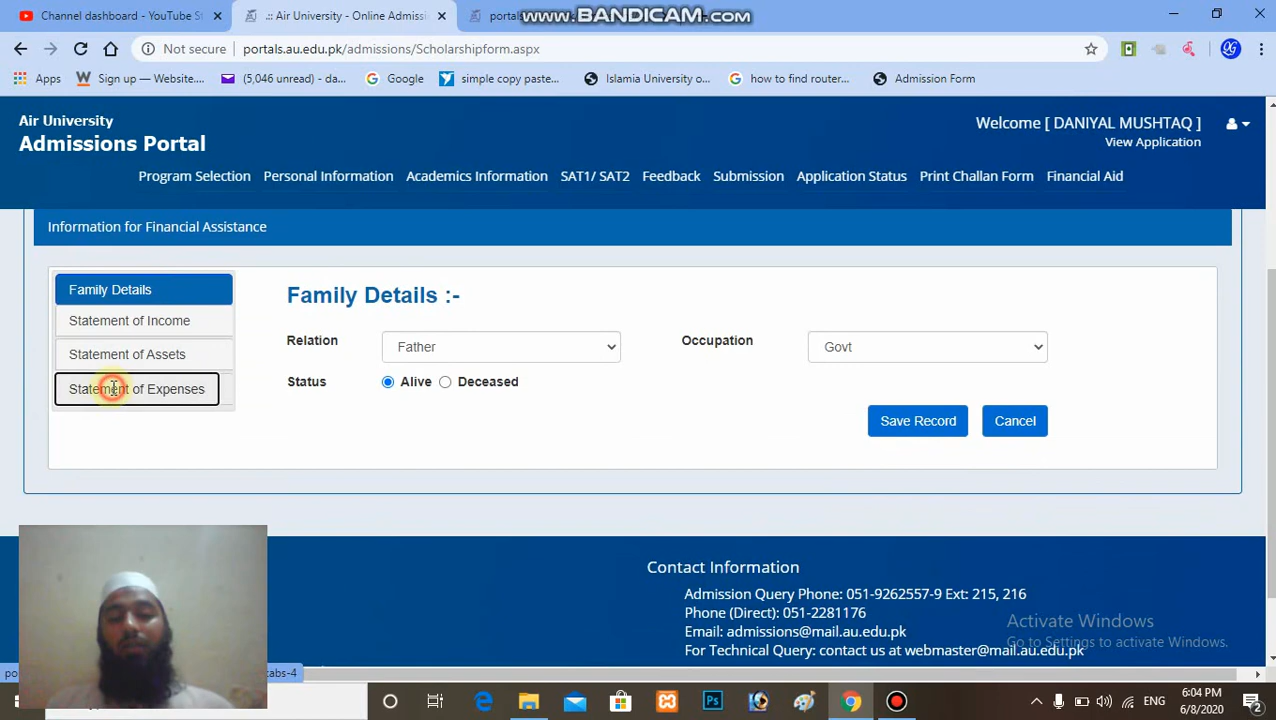 Channel dashboard - YouTube St
.:: Air University - Online Admissi
portals
www.BANDICAM.com
Not secure
portals.au.edu.pk/admissions/Scholarshipform.aspx
Apps
Sign up — Website....
(5,046 unread) - da...
Google
simple copy paste...
Islamia University o...
how to find router...
Admission Form
Air University
Admissions Portal
Welcome [ DANIYAL MUSHTAQ ]
View Application
Program Selection
Personal Information
Academics Information
SAT1/ SAT2
Feedback
Submission
Application Status
Print Challan Form
Financial Aid
Information for Financial Assistance
Family Details
Statement of Income
Statement of Assets
Statement of Expenses
Family Details :-
Relation
Father
Occupation
Govt
Status
Alive
Deceased
Save Record
Cancel
Contact Information
Admission Query Phone: 051-9262557-9 Ext: 215, 216
Phone (Direct): 051-2281176
Email: admissions@mail.au.edu.pk
For Technical Query: contact us at webmaster@mail.au.edu.pk
Activate Windows
Go to Settings to activate Windows.
po
tabs-4
ENG
6:04 PM
6/8/2020
2